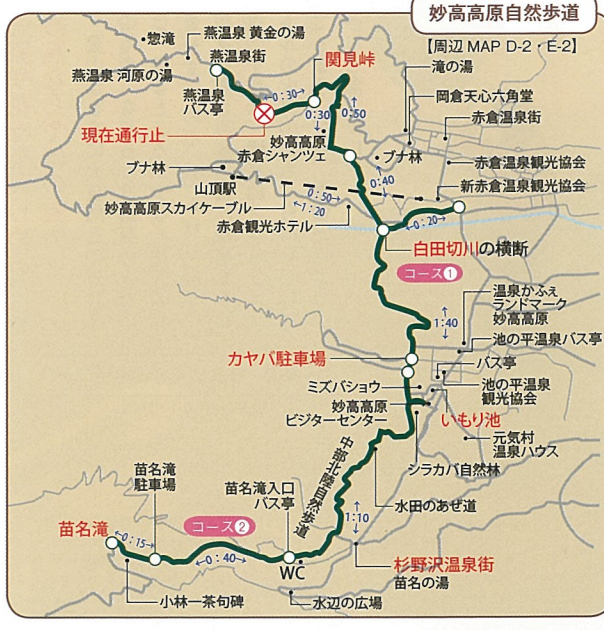 妙高高原自然歩道
【周辺 MAP D-2・E-2】
惣滝
燕温泉 黄金の湯
燕温泉街
燕温泉 河原の湯
燕温泉
バス亭
関見峠
滝の湯
岡倉天心六角堂
赤倉温泉街
←0:30→
0:30↓
↑0:50
現在通行止
妙高高原
赤倉シャンツェ
ブナ林
赤倉温泉観光協会
ブナ林
山頂駅
↑0:40↓
新赤倉温泉観光協会
妙高高原スカイケーブル
0:50→
←1:20
赤倉観光ホテル
←0:20→
白田切川の横断
コース①
温泉かふぇ
ランドマーク
妙高高原
↑1:40↓
池の平温泉バス亭
カヤバ駐車場
バス亭
ミズバショウ
池の平温泉
観光協会
妙高高原
ビジターセンター
いもり池
元気村
温泉ハウス
シラカバ自然林
中部北陸自然歩道
水田のあぜ道
苗名滝
駐車場
苗名滝入口
バス亭
↑1:10↓
苗名滝
コース②
←0:15→
←0:40→
WC
杉野沢温泉街
苗名の湯
小林一茶句碑
水辺の広場